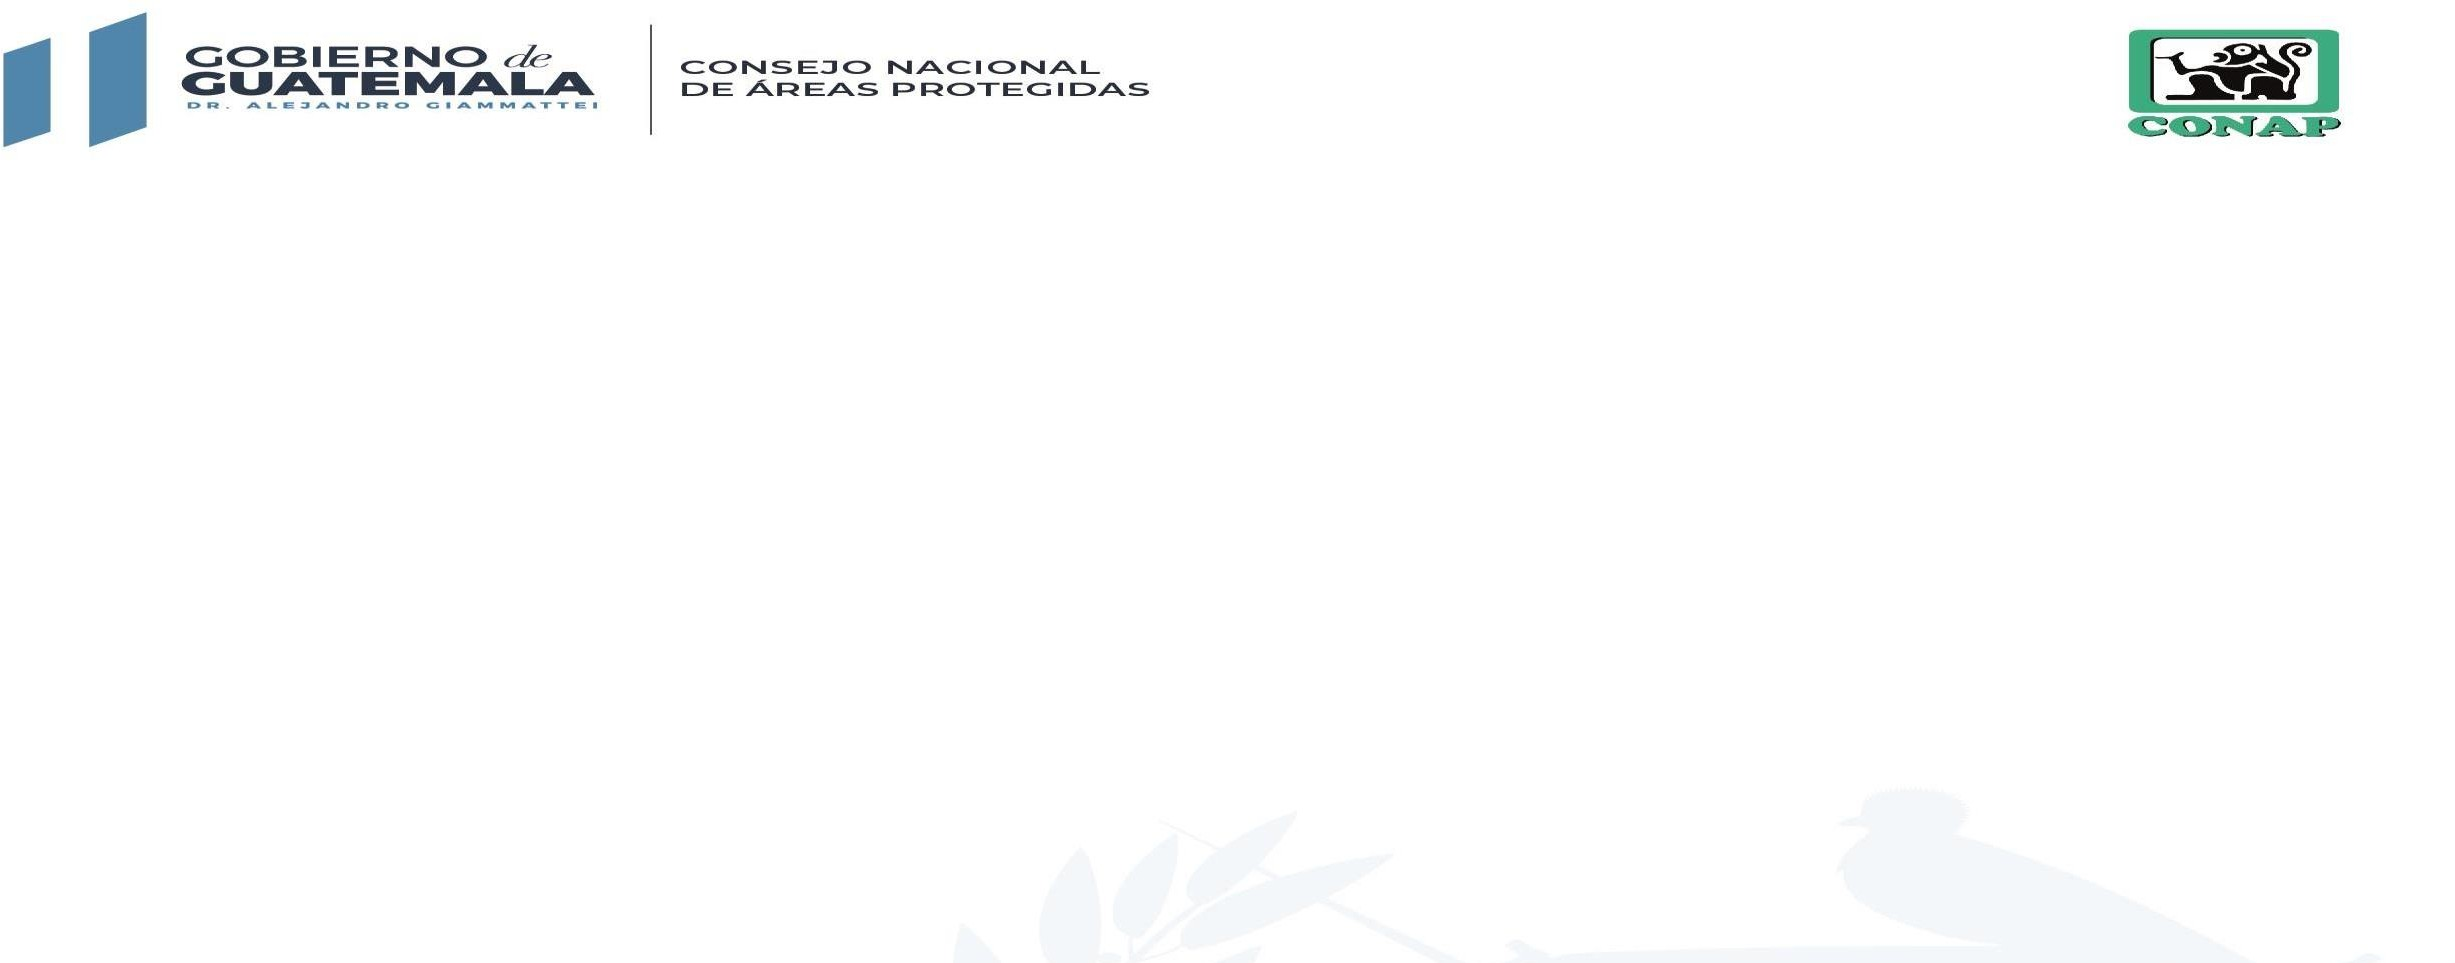 GOBIERNO de
GUATEMALA
DR. ALEJANDRO GIAMMATTEI
CONSEJO NACIONAL
DE ÁREAS PROTEGIDAS
CONAP